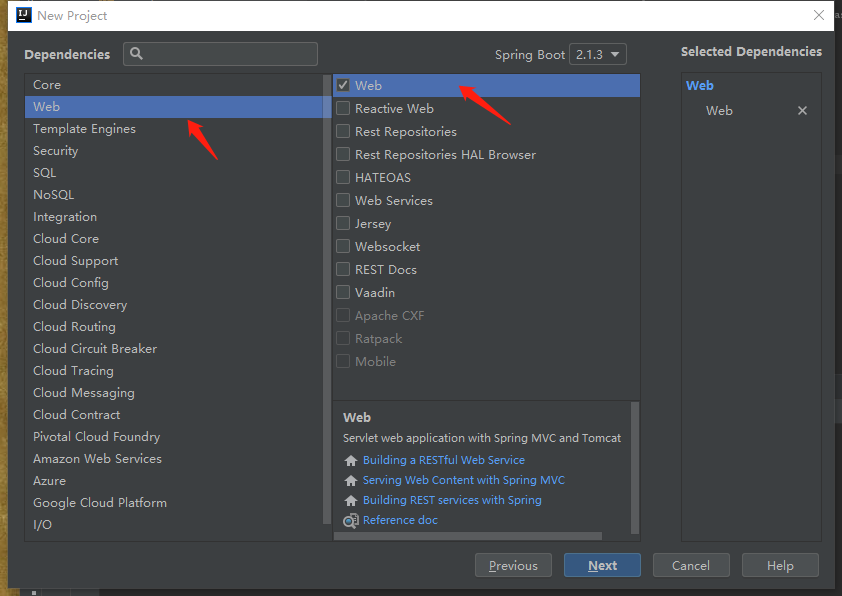 New Project
Dependencies
Spring Boot 2.1.3
Selected Dependencies
Core
Web
Template Engines
Security
SQL
NoSQL
Integration
Cloud Core
Cloud Support
Cloud Config
Cloud Discovery
Cloud Routing
Cloud Circuit Breaker
Cloud Tracing
Cloud Messaging
Cloud Contract
Pivotal Cloud Foundry
Amazon Web Services
Azure
Google Cloud Platform
I/O
Web
Reactive Web
Rest Repositories
Rest Repositories HAL Browser
HATEOAS
Web Services
Jersey
Websocket
REST Docs
Vaadin
Apache CXF
Ratpack
Mobile
Web
Servlet web application with Spring MVC and Tomcat
Building a RESTful Web Service
Serving Web Content with Spring MVC
Building REST services with Spring
Reference doc
Web
Web
Previous
Next
Cancel
Help